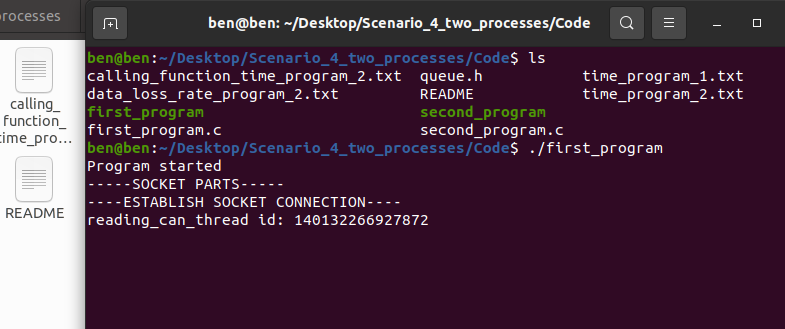 rocesses
ben@ben: ~/Desktop/Scenario_4_two_processes/Code
calling_
function_
time_pro…
README
ben@ben:~/Desktop/Scenario_4_two_processes/Code$ ls
calling_function_time_program_2.txt  queue.h           time_program_1.txt
data_loss_rate_program_2.txt         README            time_program_2.txt
first_program                        second_program
first_program.c                      second_program.c
ben@ben:~/Desktop/Scenario_4_two_processes/Code$ ./first_program
Program started
-----SOCKET PARTS-----
----ESTABLISH SOCKET CONNECTION----
reading_can_thread id: 140132266927872